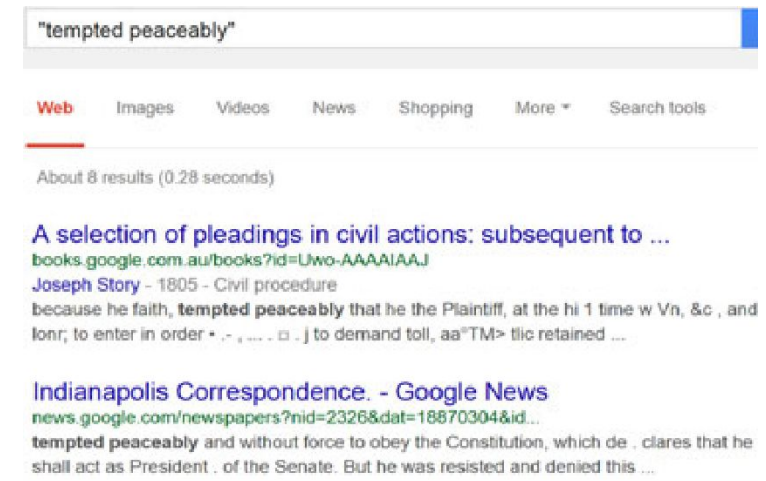 "tempted peaceably"
Web Images Videos News Shopping More Search tools
About 8 results (0.28 seconds)
A selection of pleadings in civil actions: subsequent to ...
books.google.com.au/books?id=Uwo-AAAAIAAJ
Joseph Story - 1805 - Civil procedure
because he faith, tempted peaceably that he the Plaintiff, at the hi 1 time w Vn, &c , and
lonr; to enter in order • .- , ... . □ . j to demand toll, aa"TM> tlic retained ...
Indianapolis Correspondence. - Google News
news.google.com/newspapers?nid=2326&dat=18870304&id...
tempted peaceably and without force to obey the Constitution, which de . clares that he
shall act as President . of the Senate. But he was resisted and denied this ...